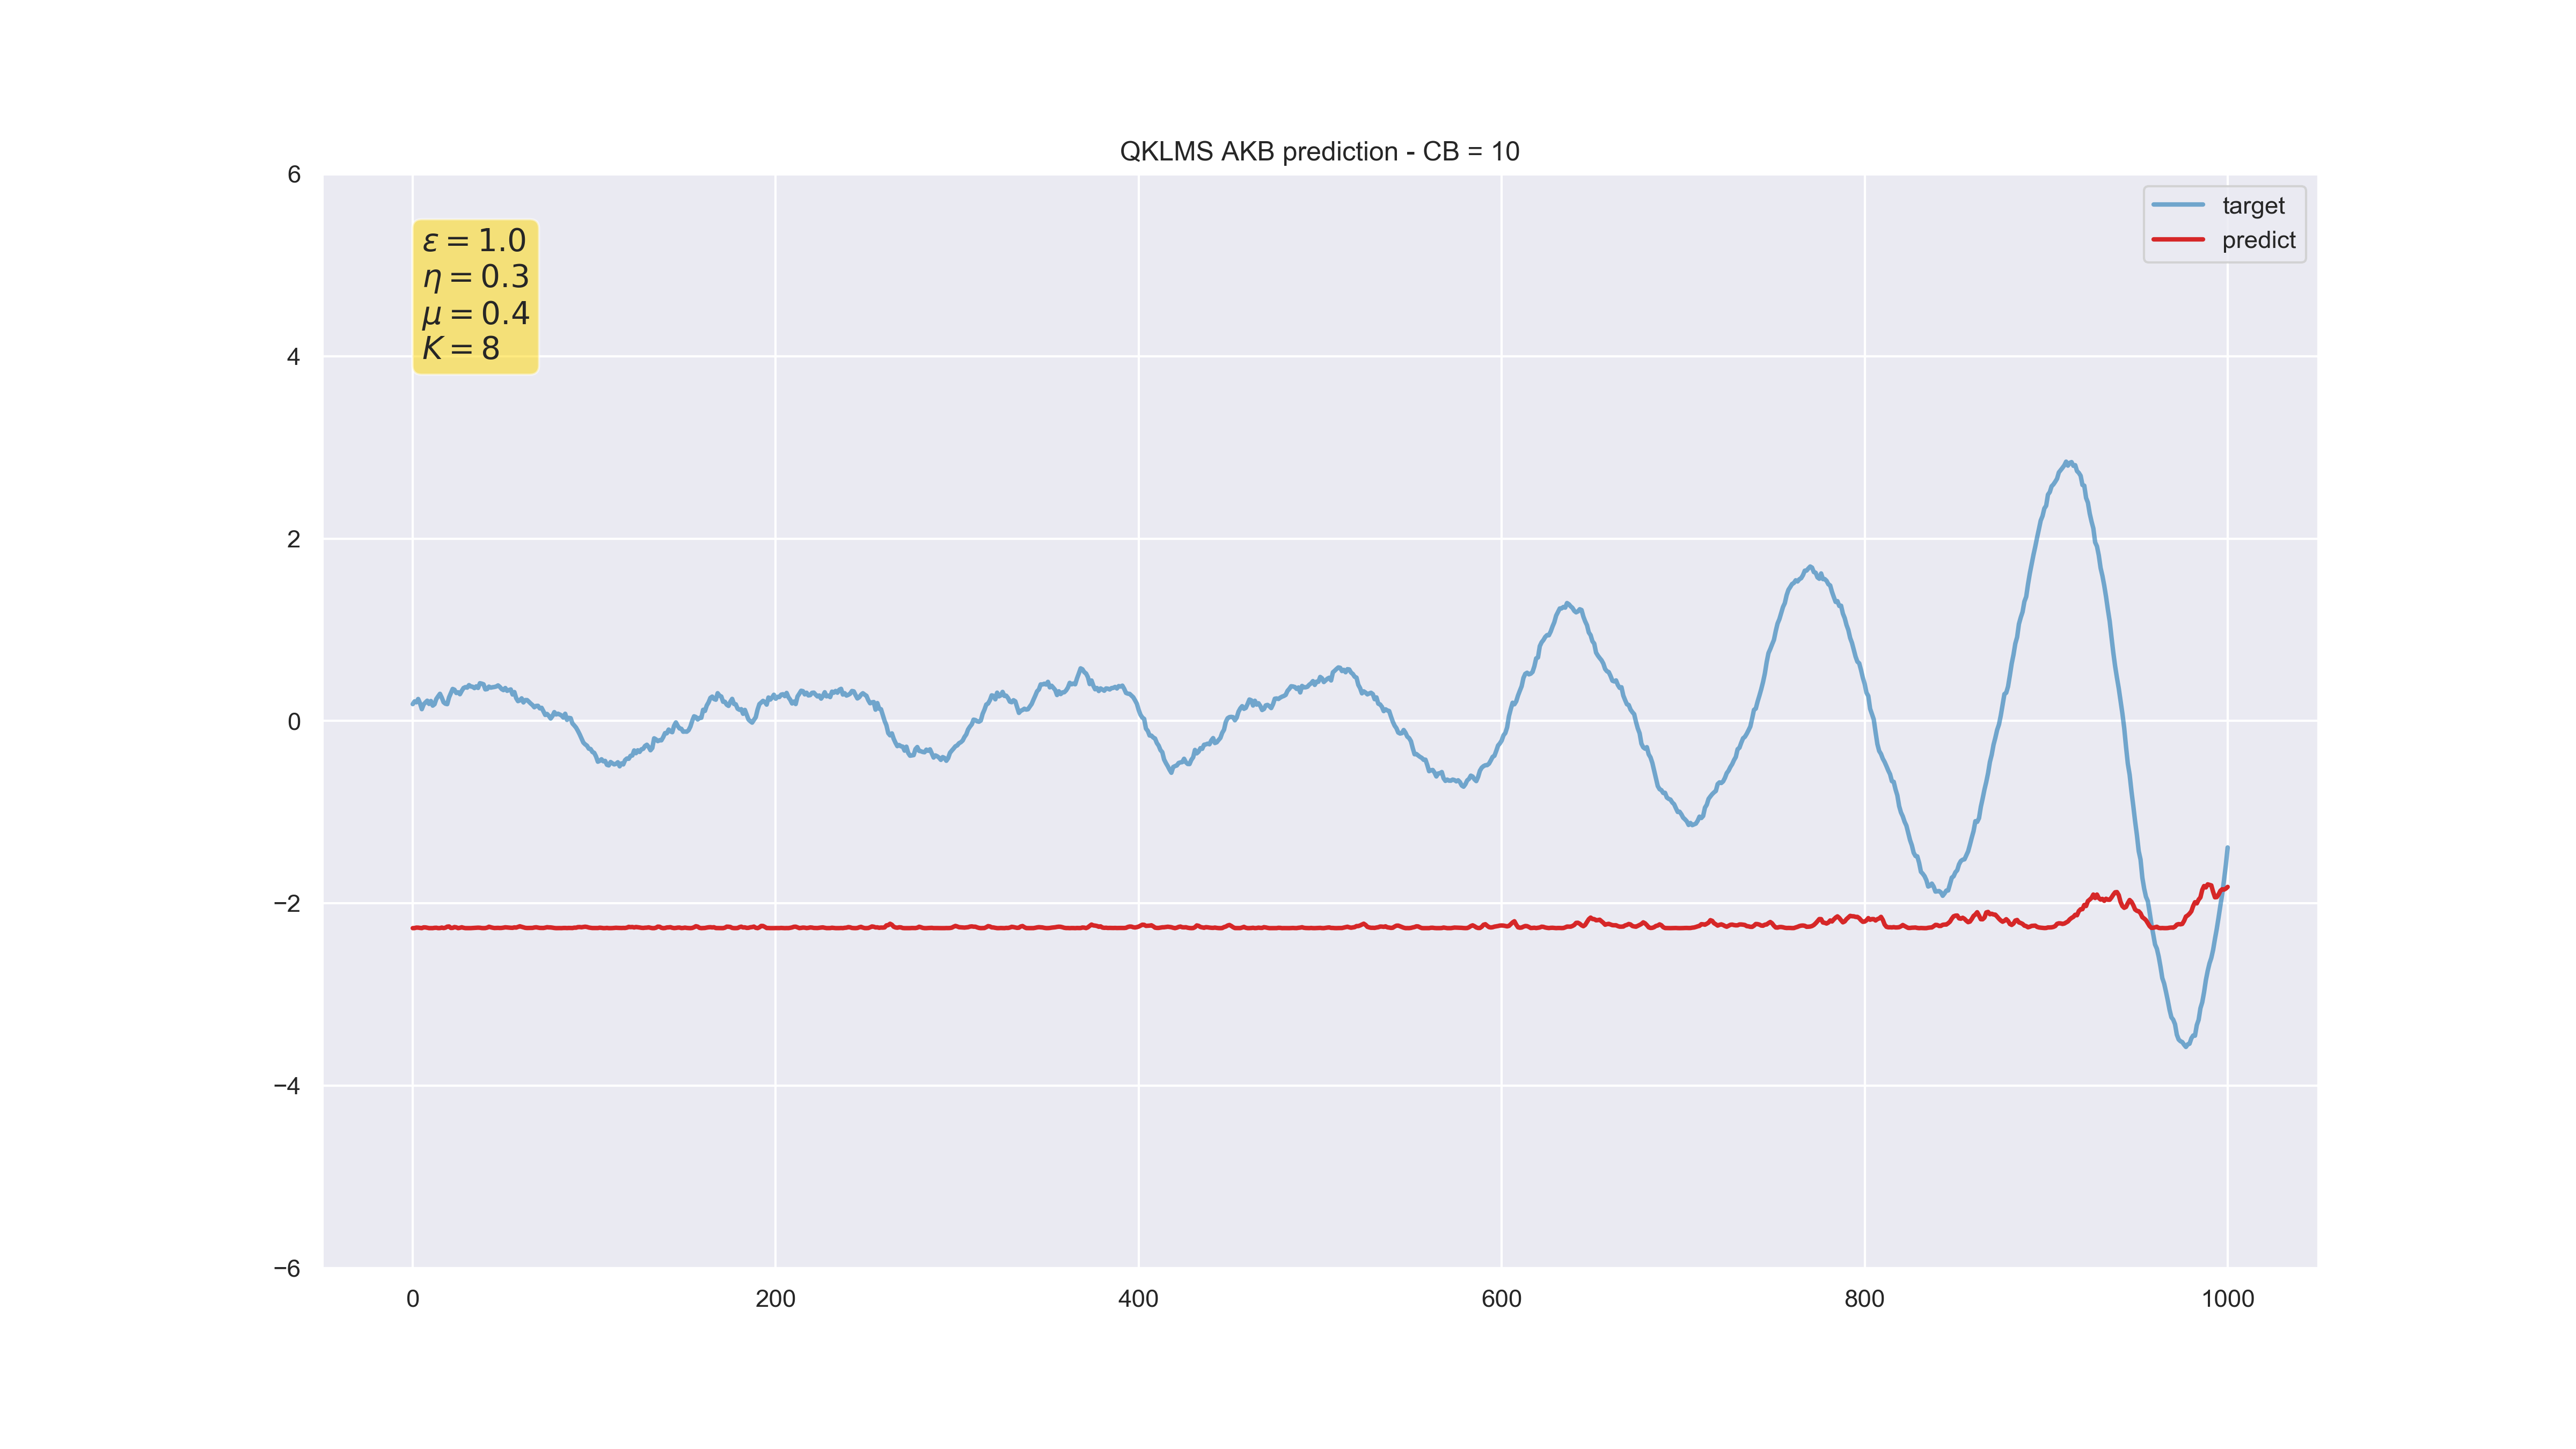 QKLMS AKB prediction - CB = 10
6
4
2
0
−2
−4
−6
ε = 1.0
η = 0.3
μ = 0.4
K = 8
target
predict
0 200 400 600 800 1000